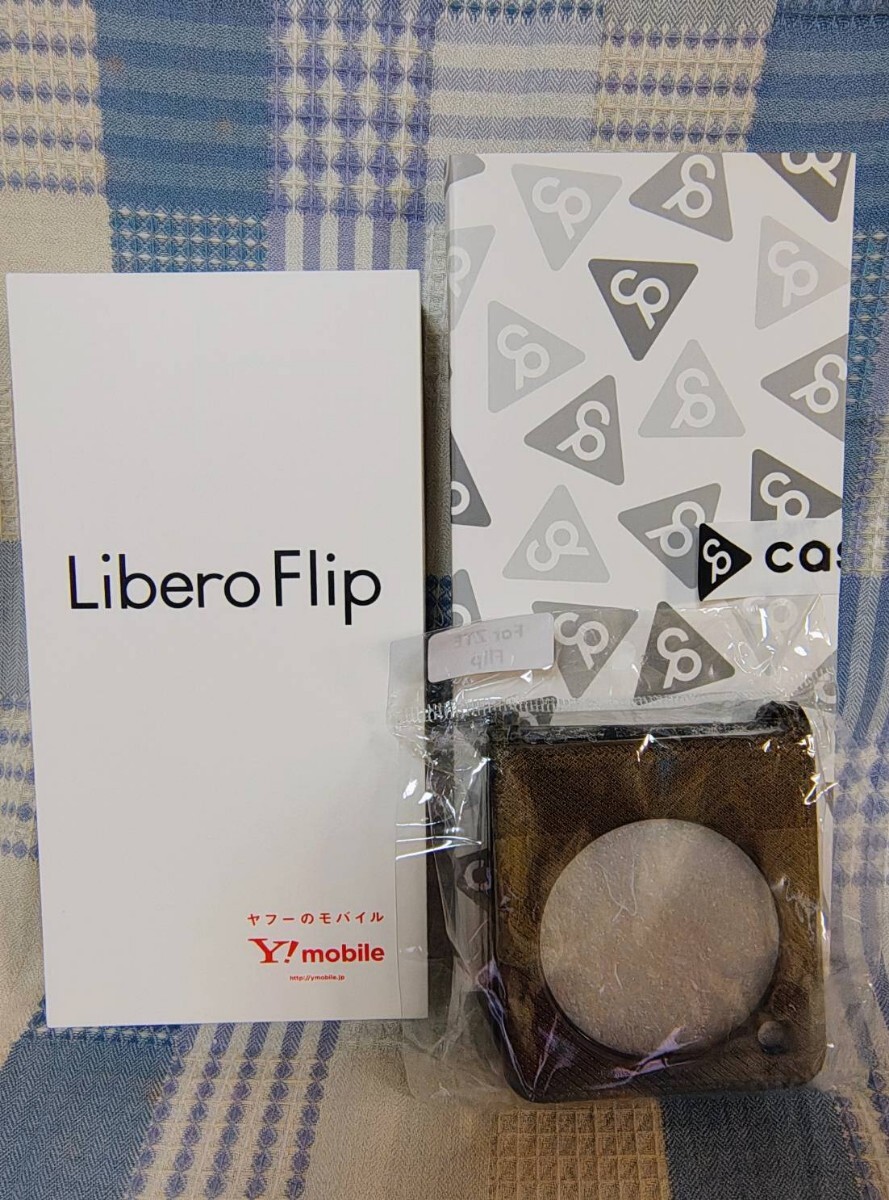 Libero Flip
ヤフーのモバイル
Y! mobile
http://ymobile.jp
cas
For ZTE
Flip